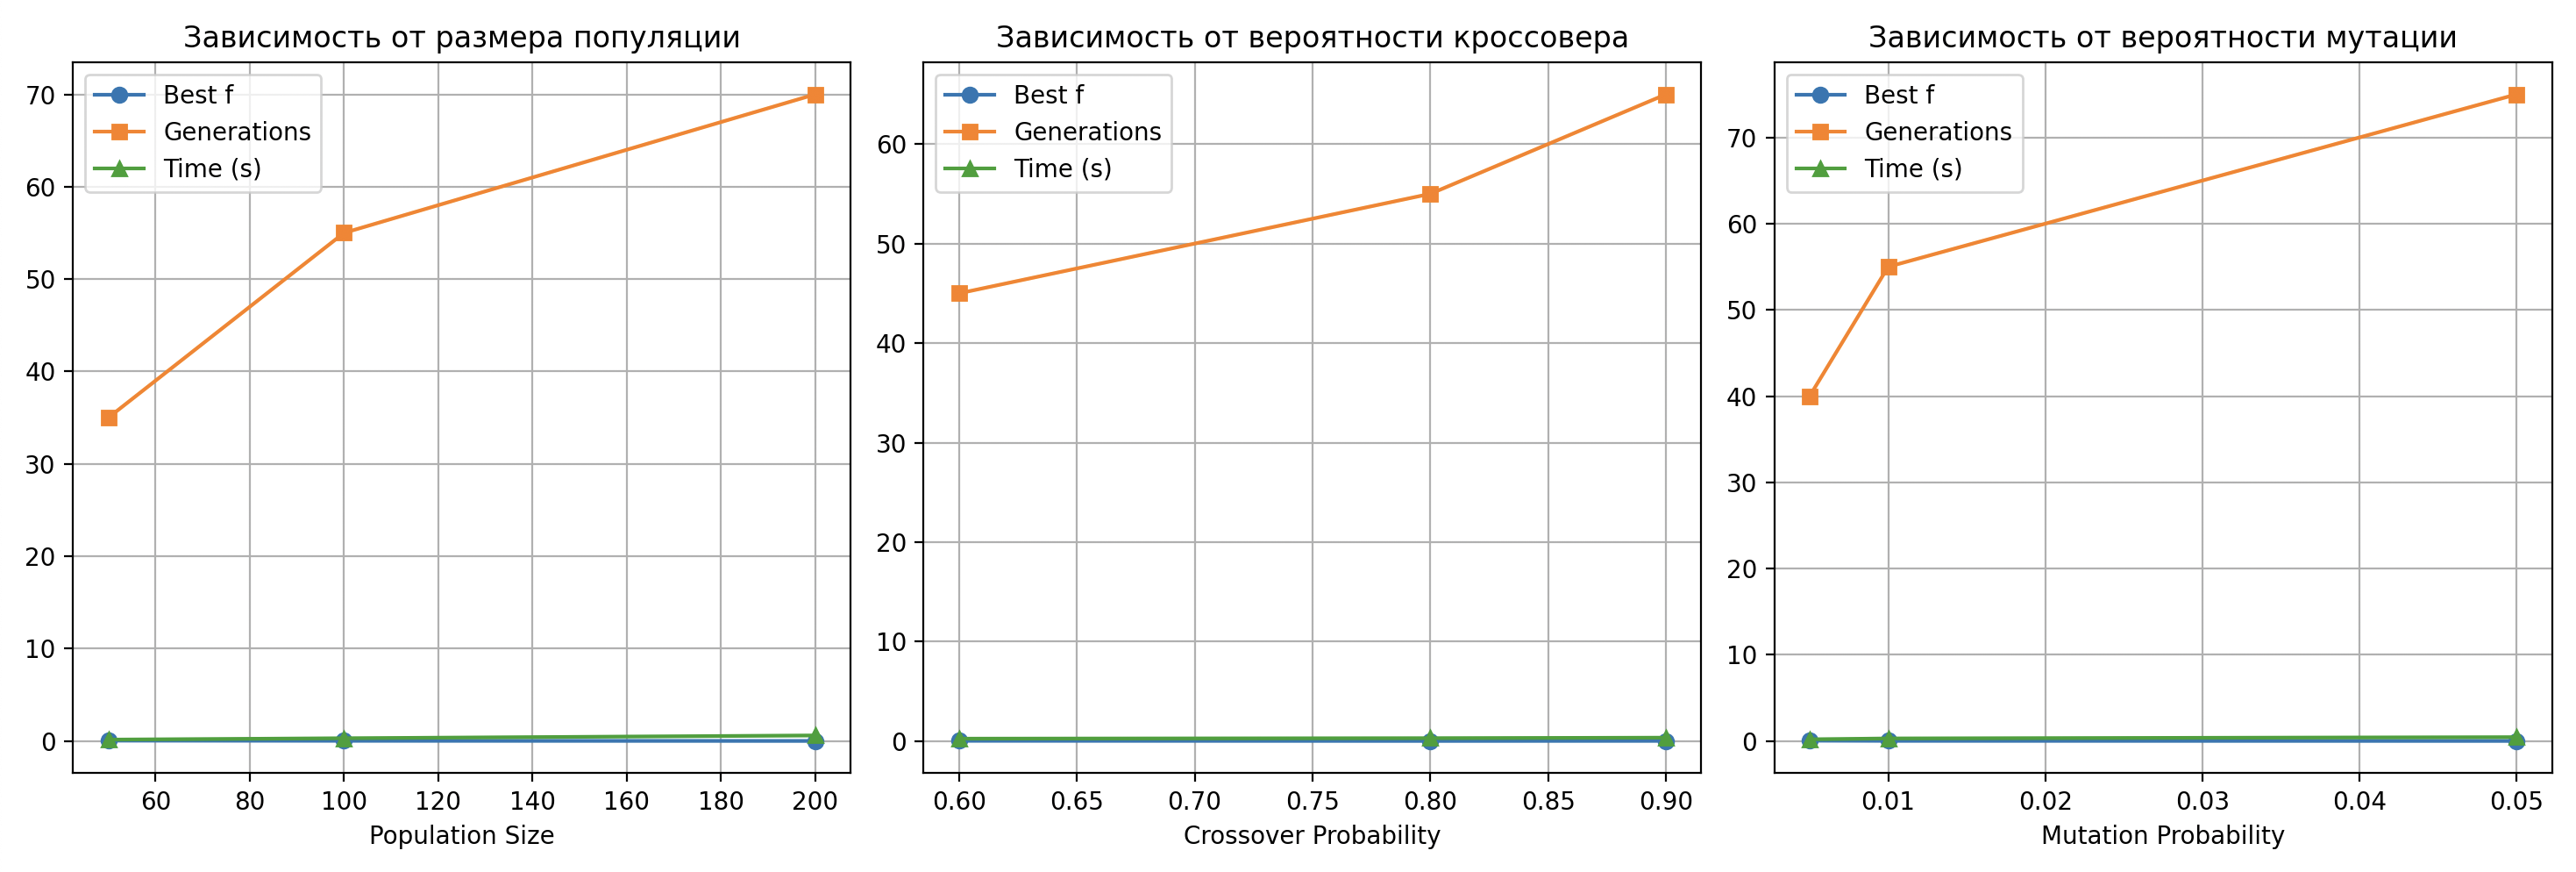 Зависимость от размера популяции
Best f
Generations
Time (s)
70
60
50
40
30
20
10
0
60 80 100 120 140 160 180 200
Population Size
Зависимость от вероятности кроссовера
Best f
Generations
Time (s)
60
50
40
30
20
10
0
0.60 0.65 0.70 0.75 0.80 0.85 0.90
Crossover Probability
Зависимость от вероятности мутации
Best f
Generations
Time (s)
70
60
50
40
30
20
10
0
0.01 0.02 0.03 0.04 0.05
Mutation Probability